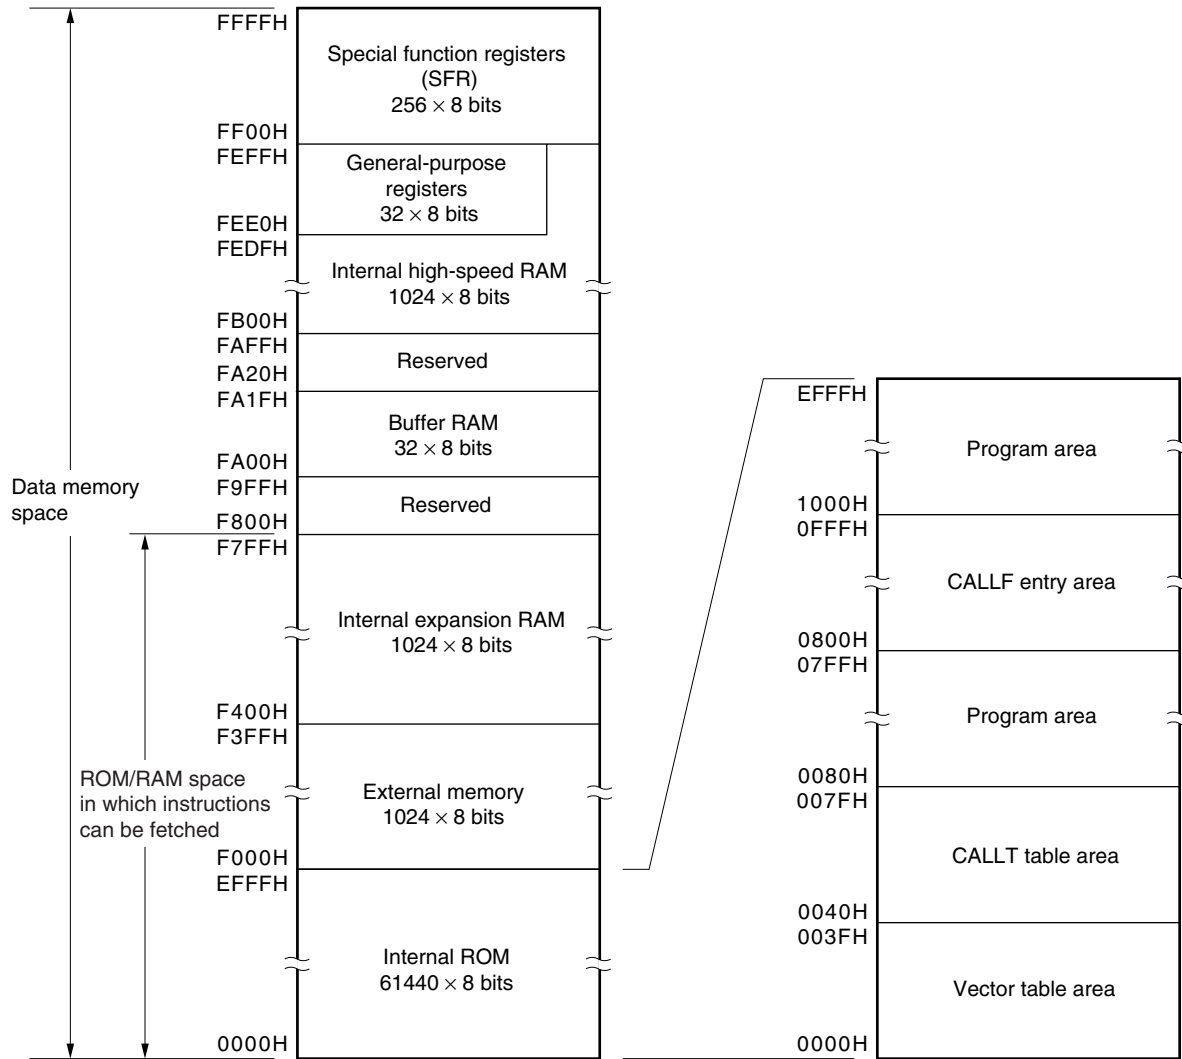 FFFFH
Special function registers
(SFR)
256 × 8 bits
FF00H
FEFFH
General-purpose
registers
32 × 8 bits
FEE0H
FEDFH
Internal high-speed RAM
1024 × 8 bits
FB00H
FAFFH
Reserved
FA20H
FA1FH
Buffer RAM
32 × 8 bits
FA00H
F9FFH
Reserved
F800H
F7FFH
Data memory
space
Internal expansion RAM
1024 × 8 bits
F400H
F3FFH
ROM/RAM space
in which instructions
can be fetched
External memory
1024 × 8 bits
F000H
EFFFH
Internal ROM
61440 × 8 bits
0000H
EFFFH
Program area
1000H
0FFFH
CALLF entry area
0800H
07FFH
Program area
0080H
007FH
CALLT table area
0040H
003FH
Vector table area
0000H